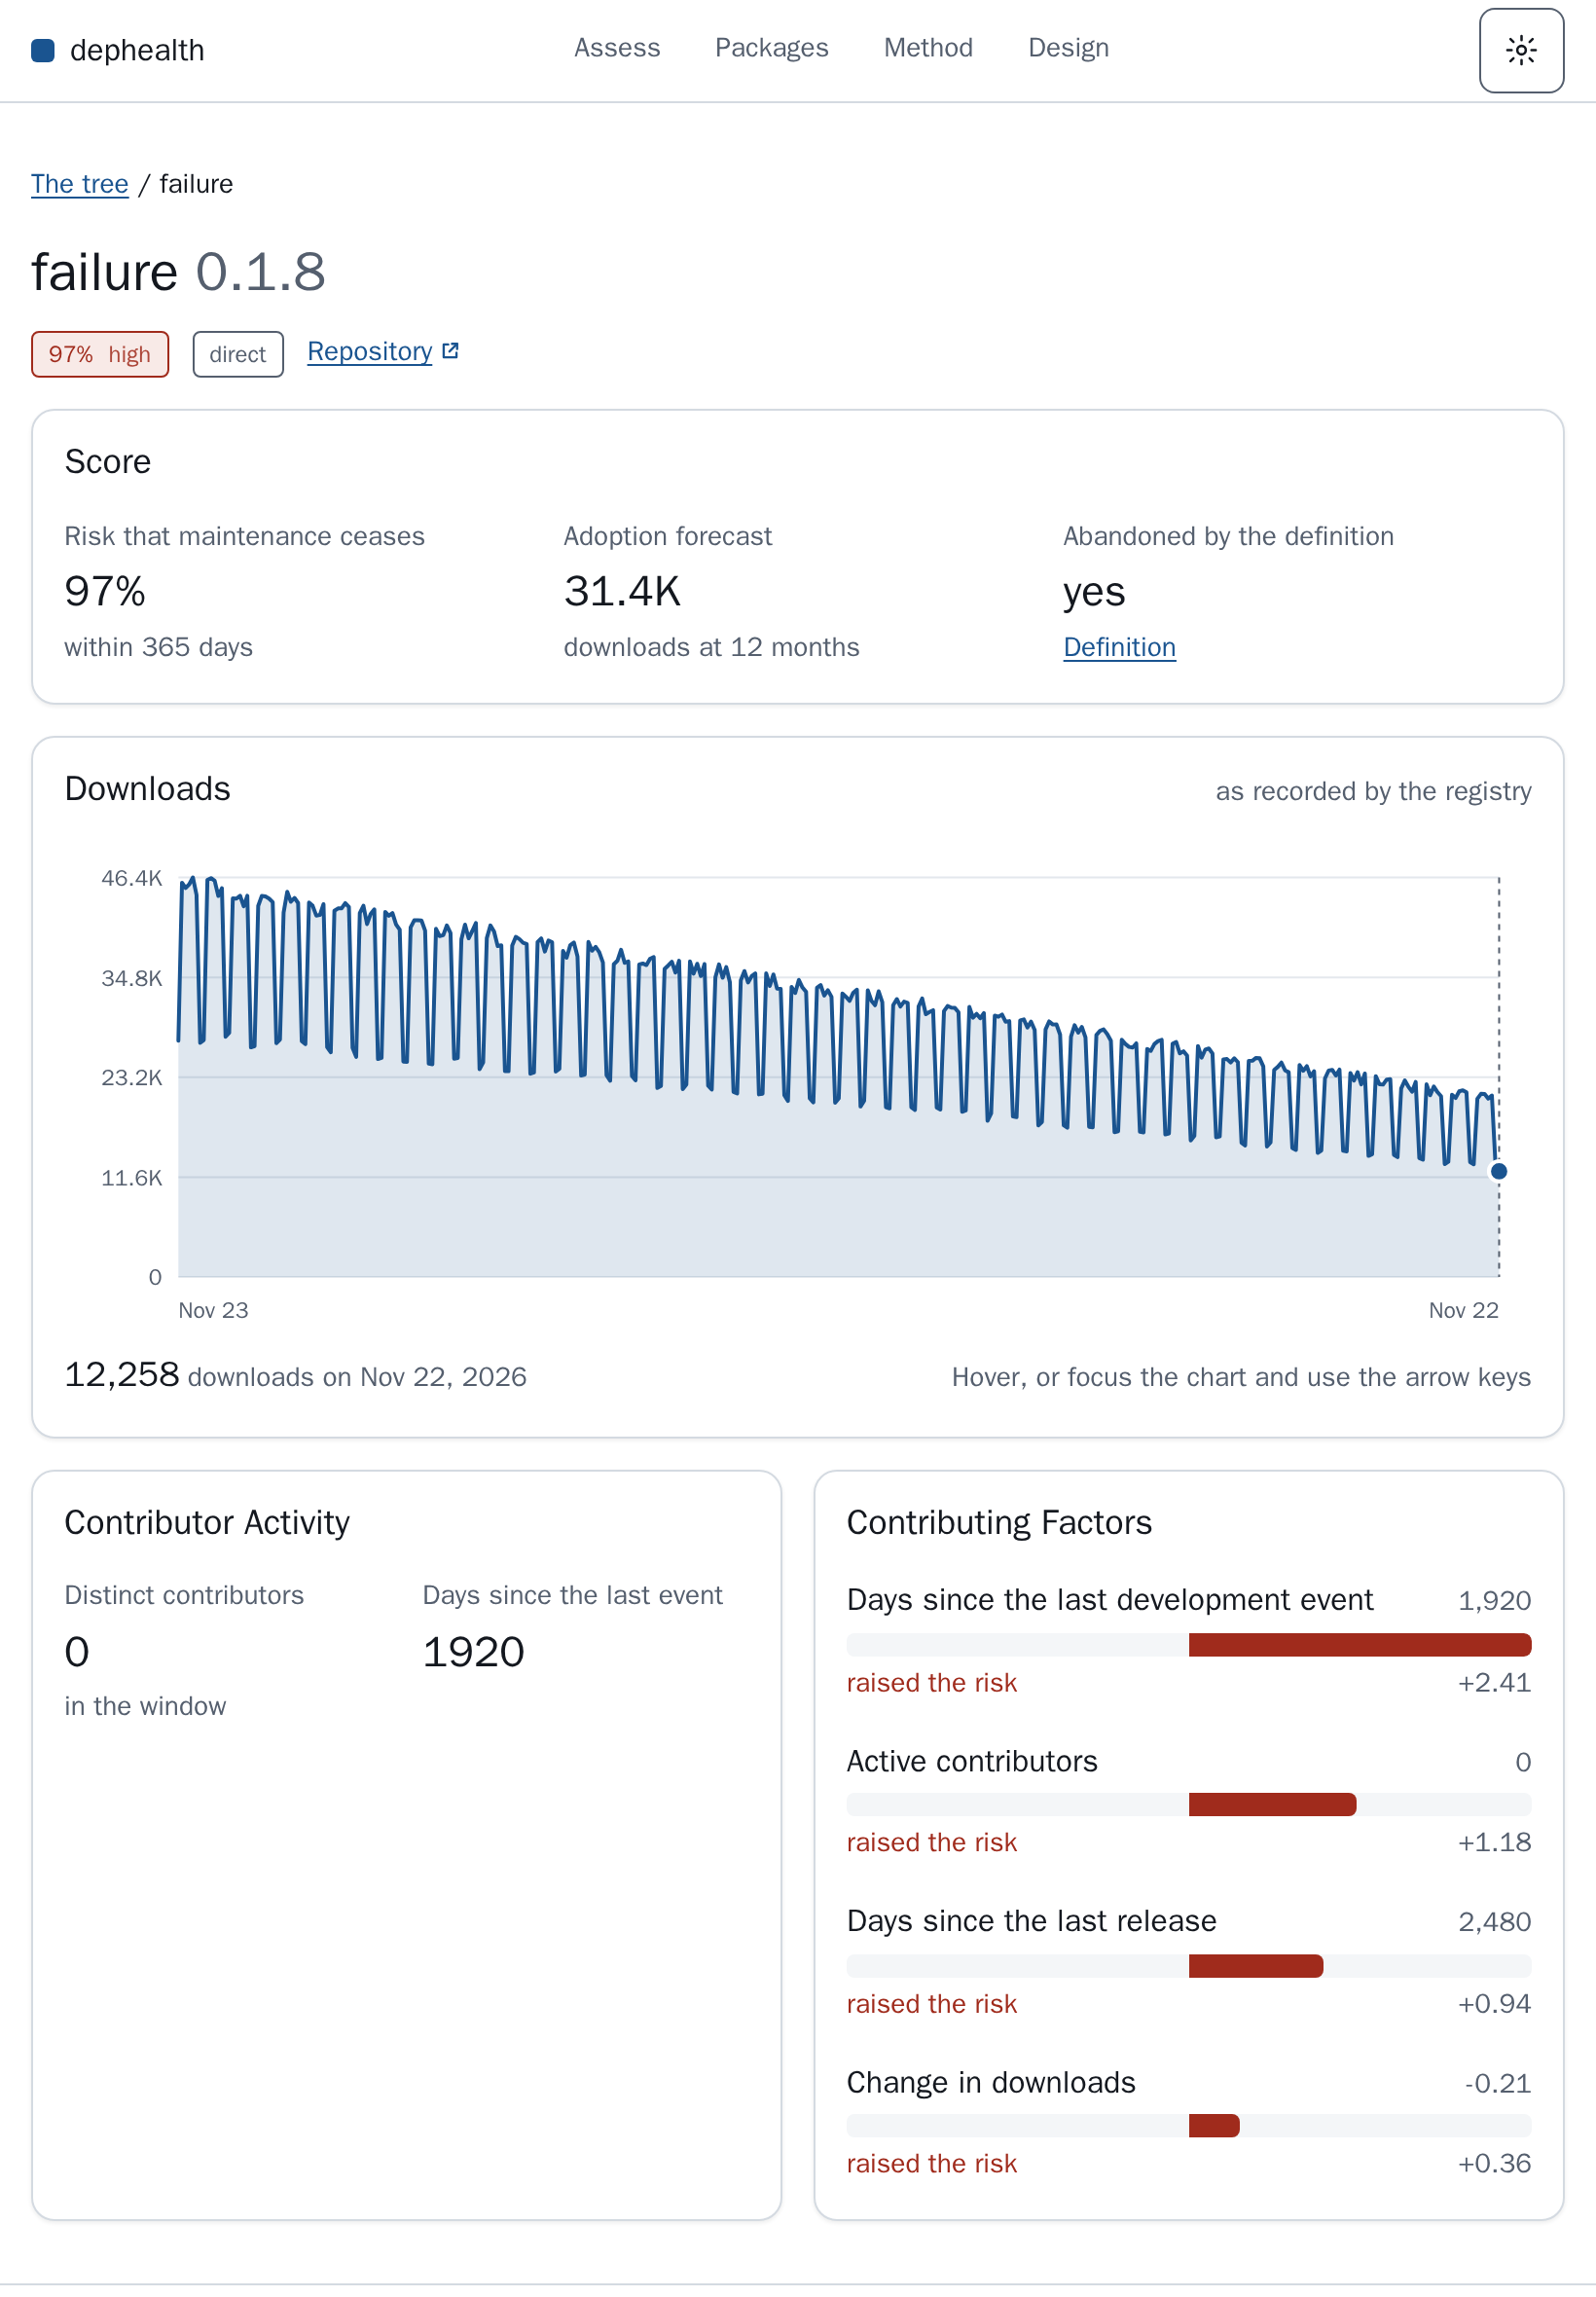 dephealth
Assess Packages Method Design
The tree / failure
failure 0.1.8
97% high direct Repository
Score
Risk that maintenance ceases
97%
within 365 days
Adoption forecast
31.4K
downloads at 12 months
Abandoned by the definition
yes
Definition
Downloads
as recorded by the registry
46.4K
34.8K
23.2K
11.6K
0
Nov 23 Nov 22
12,258 downloads on Nov 22, 2026
Hover, or focus the chart and use the arrow keys
Contributor Activity
Distinct contributors
0
in the window
Days since the last event
1920
Contributing Factors
Days since the last development event 1,920
raised the risk +2.41
Active contributors 0
raised the risk +1.18
Days since the last release 2,480
raised the risk +0.94
Change in downloads -0.21
raised the risk +0.36